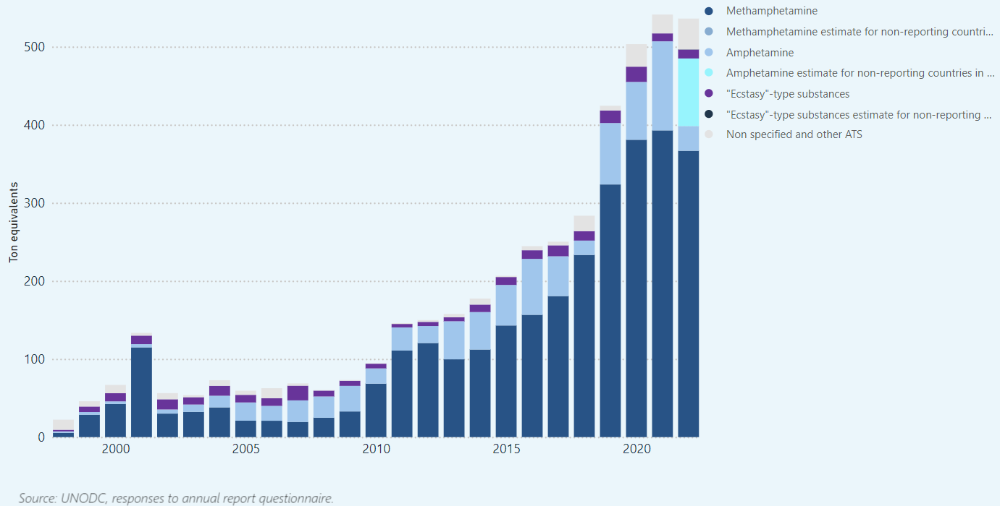 Methamphetamine
Methamphetamine estimate for non-reporting countri...
Amphetamine
Amphetamine estimate for non-reporting countries in ...
"Ecstasy"-type substances
"Ecstasy"-type substances estimate for non-reporting ...
Non specified and other ATS
Ton equivalents
500
400
300
200
100
0
2000 2005 2010 2015 2020
Source: UNODC, responses to annual report questionnaire.